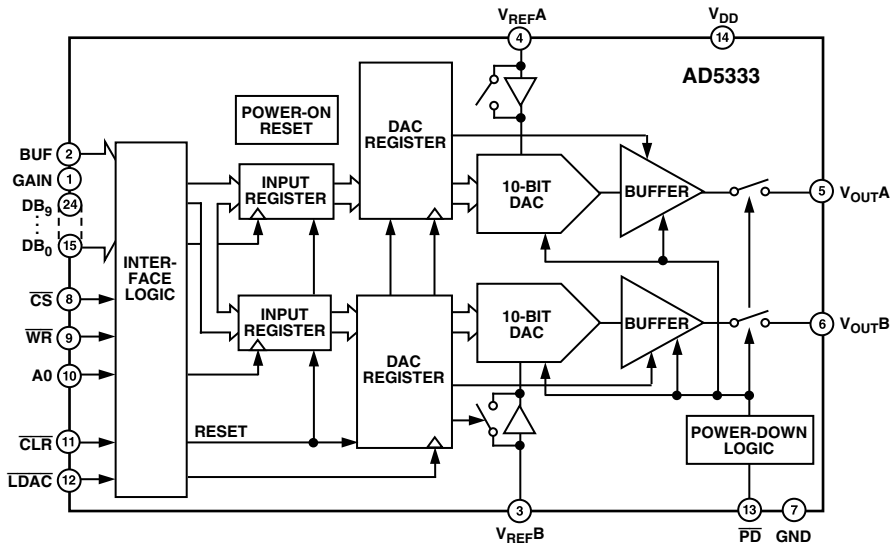 VREFA
VDD
4
14
AD5333
POWER-ON
RESET
DAC
REGISTER
BUF 2
GAIN 1
DB9 24
DB0 15
INTER-
FACE
LOGIC
INPUT
REGISTER
10-BIT
DAC
BUFFER
5 VOUTA
CS 8
WR 9
A0 10
INPUT
REGISTER
DAC
REGISTER
10-BIT
DAC
BUFFER
6 VOUTB
CLR 11
RESET
LDAC 12
POWER-DOWN
LOGIC
3
13
7
VREFB
PD
GND